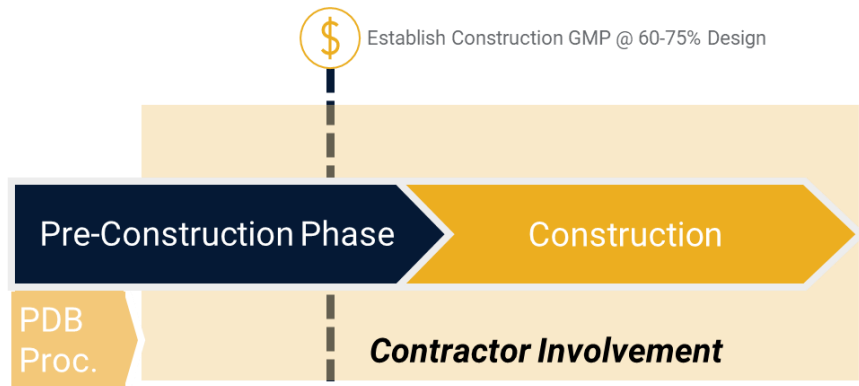 $
Establish Construction GMP @ 60-75% Design
Pre-Construction Phase
Construction
PDB
Proc.
Contractor Involvement